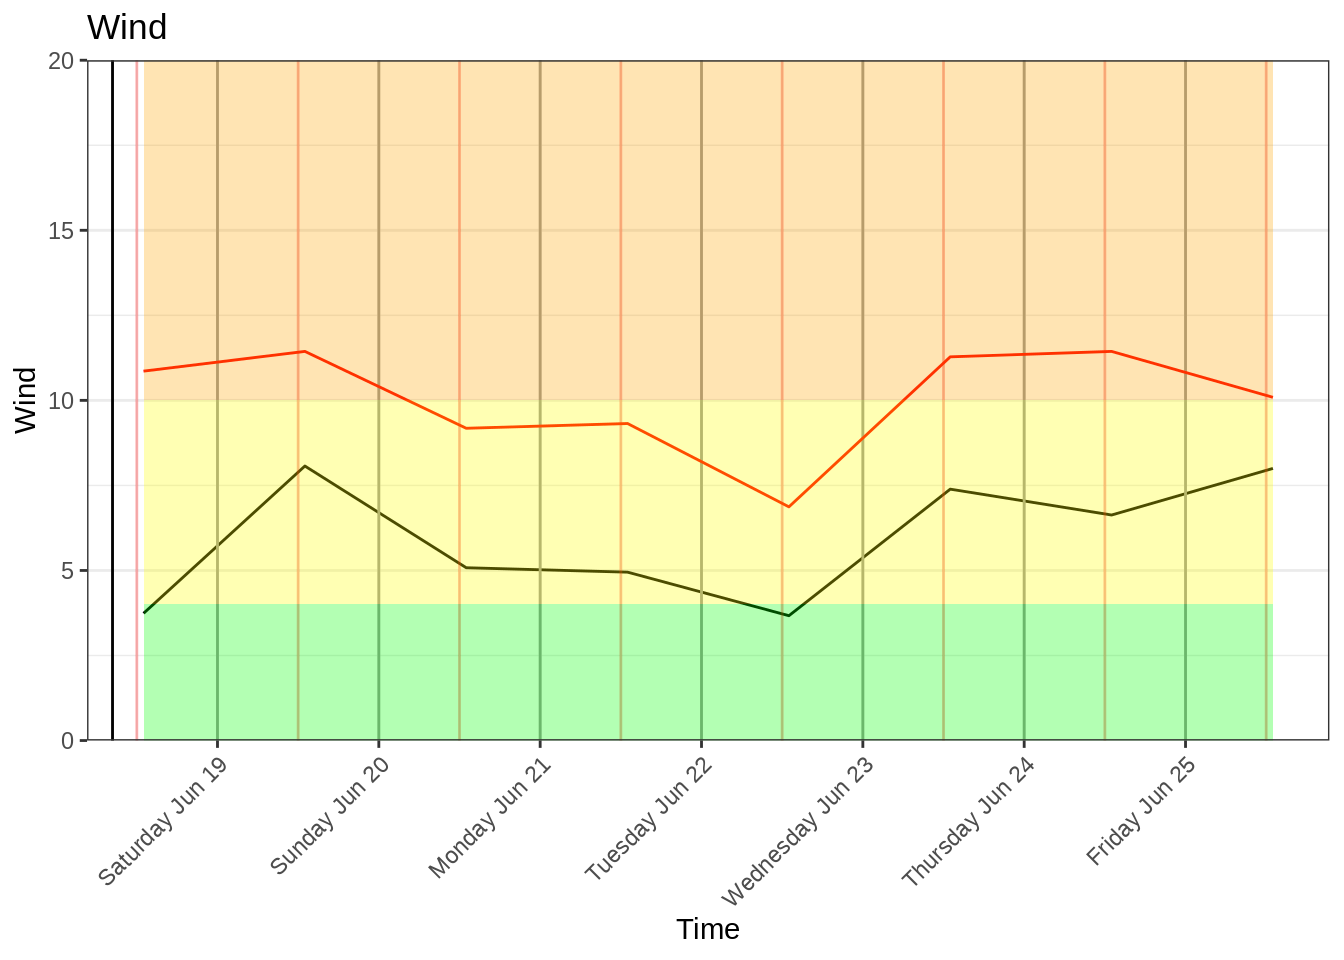 Wind
20
15
10
5
0
Wind
Saturday Jun 19
Sunday Jun 20
Monday Jun 21
Tuesday Jun 22
Wednesday Jun 23
Thursday Jun 24
Friday Jun 25
Time